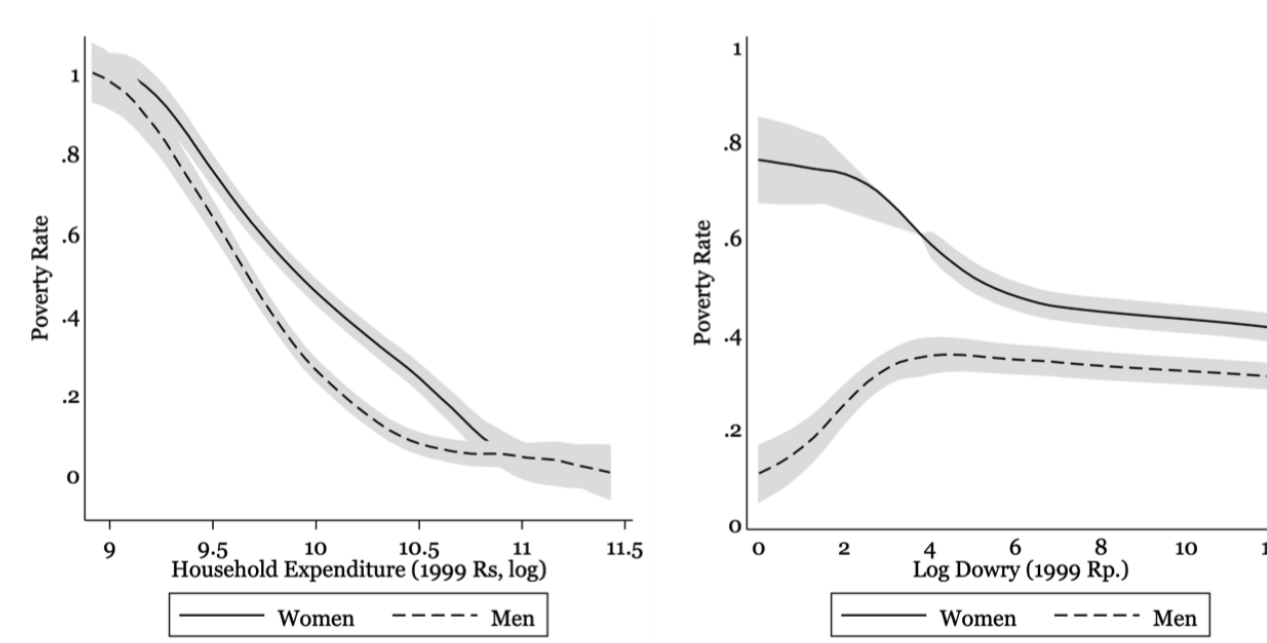 Poverty Rate
1
.8
.6
.4
.2
0
9 9.5 10 10.5 11 11.5
Household Expenditure (1999 Rs, log)
Women Men
Poverty Rate
1
.8
.6
.4
.2
0
0 2 4 6 8 10
Log Dowry (1999 Rp.)
Women Men